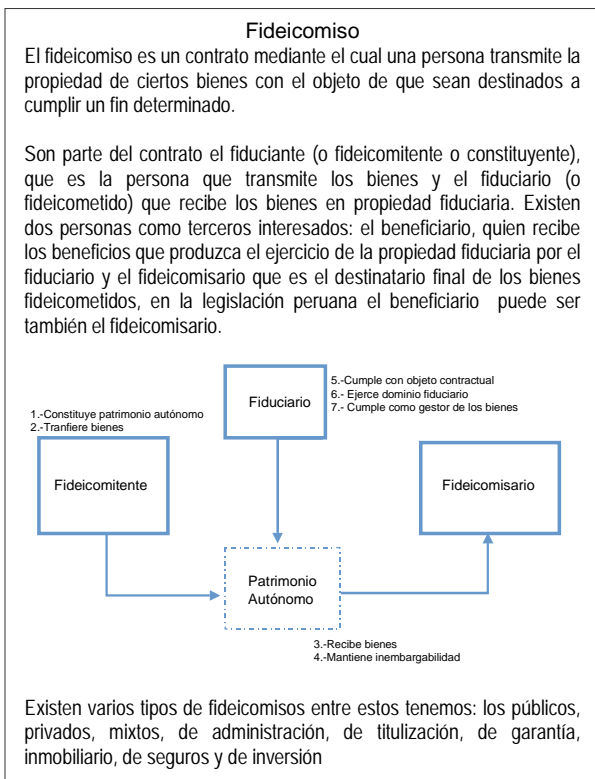 Fideicomiso
El fideicomiso es un contrato mediante el cual una persona transmite la
propiedad de ciertos bienes con el objeto de que sean destinados a
cumplir un fin determinado.
Son parte del contrato el fiduciante (o fideicomitente o constituyente),
que es la persona que transmite los bienes y el fiduciario (o
fideicometido) que recibe los bienes en propiedad fiduciaria. Existen
dos personas como terceros interesados: el beneficiario, quien recibe
los beneficios que produzca el ejercicio de la propiedad fiduciaria por el
fiduciario y el fideicomisario que es el destinatario final de los bienes
fideicometidos, en la legislación peruana el beneficiario puede ser
también el fideicomisario.
1.-Constituye patrimonio autónomo
2.-Tranfiere bienes
Fideicomitente
Fiduciario
5.-Cumple con objeto contractual
6.- Ejerce dominio fiduciario
7.- Cumple como gestor de los bienes
Fideicomisario
Patrimonio
Autónomo
3.-Recibe bienes
4.-Mantiene inembargabilidad
Existen varios tipos de fideicomisos entre estos tenemos: los públicos,
privados, mixtos, de administración, de titulización, de garantía,
inmobiliario, de seguros y de inversión